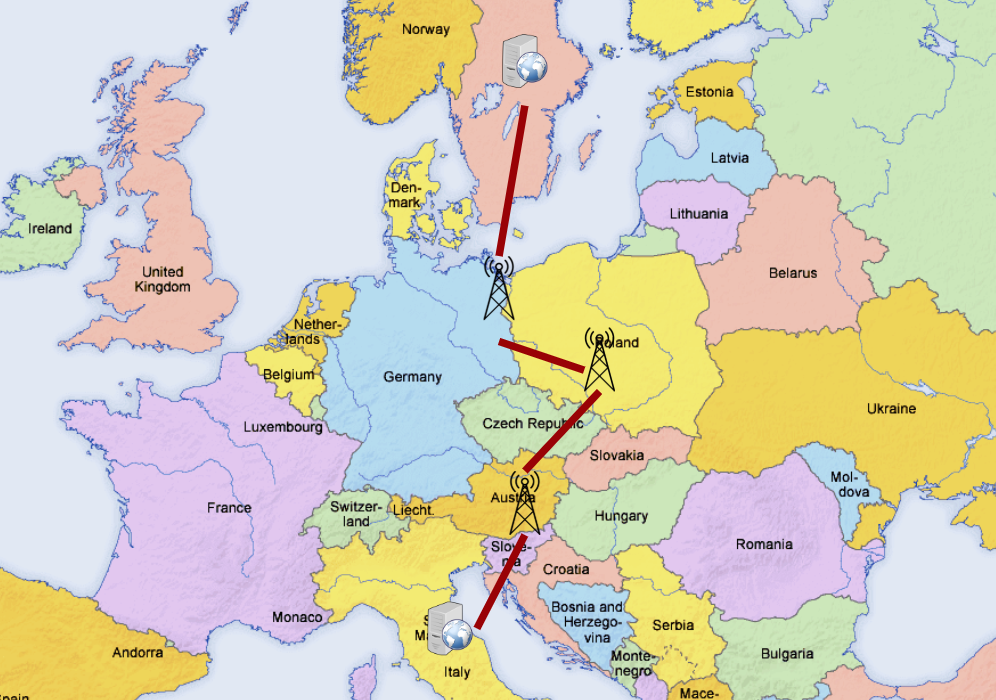 Norway
Estonia
Latvia
Den-
mark
Lithuania
Ireland
United
Kingdom
Belarus
Nether-
lands
Poland
Belgium
Germany
Ukraine
Luxembourg
Czech Republic
Slovakia
Mol-
dova
Austria
France
Switzer-
land
Liecht.
Hungary
Romania
Slove-
nia
Croatia
Monaco
Bosnia and
Herzego-
vina
Serbia
Andorra
Bulgaria
Monte-
negro
Italy
Mace-